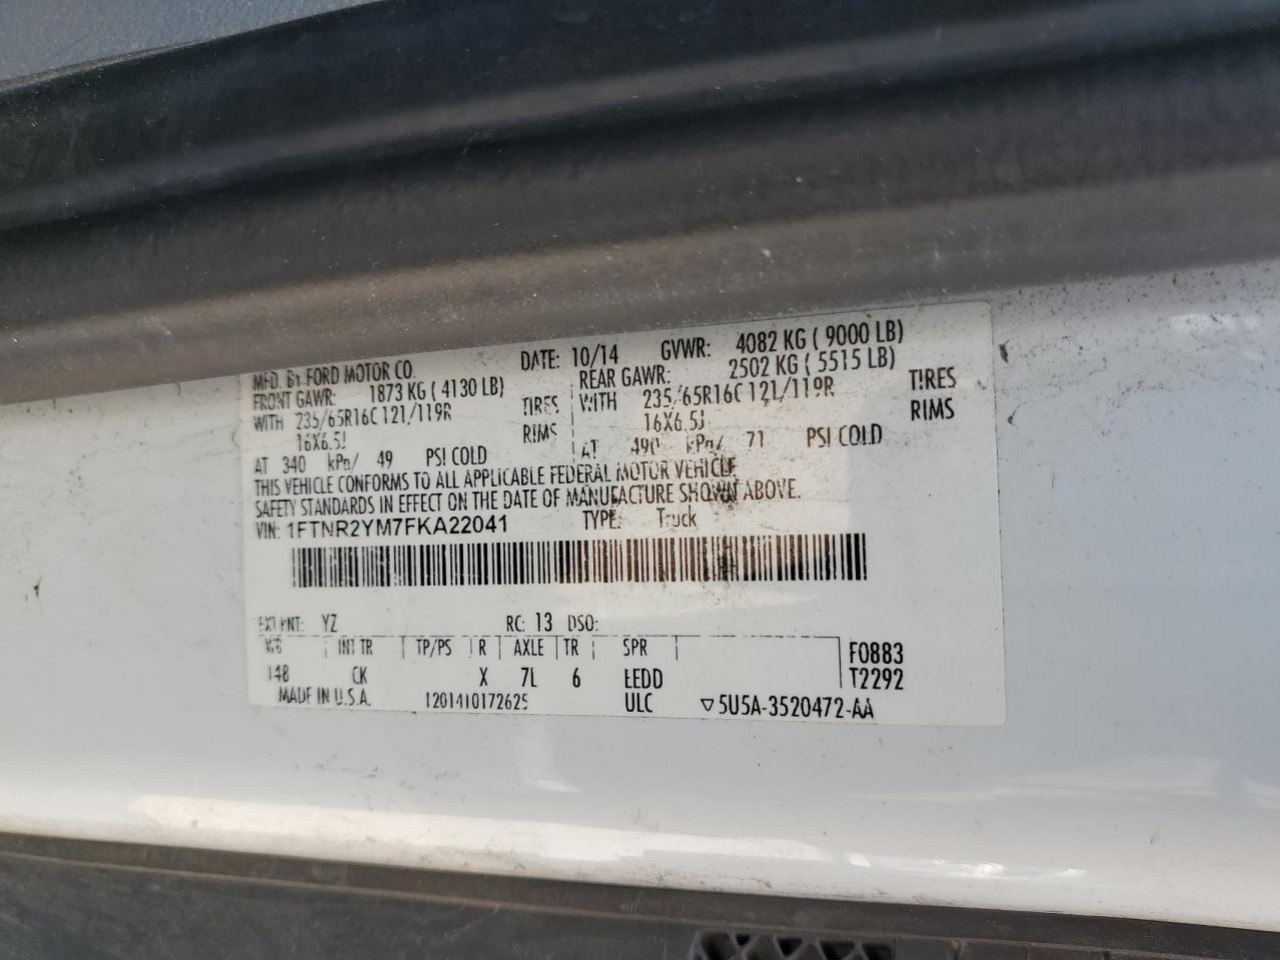 MFD. BY FORD MOTOR CO. DATE: 10/14 GVWR: 4082 KG ( 9000 LB)
FRONT GAWR: 1873 KG ( 4130 LB) REAR GAWR: 2502 KG ( 5515 LB)
WITH 235/65R16C 121/119R TIRES WITH 235/65R16C 121/119R TIRES
16X6.5J RIMS 16X6.5J RIMS
AT 340 kPa/ 49 PSI COLD AT 490 kPa/ 71 PSI COLD
THIS VEHICLE CONFORMS TO ALL APPLICABLE FEDERAL MOTOR VEHICLE
SAFETY STANDARDS IN EFFECT ON THE DATE OF MANUFACTURE SHOWN ABOVE.
VIN: 1FTNR2YM7FKA22041 TYPE: Truck
EXT PNT: YZ RC: 13 DSO:
WB INT TR TP/PS R AXLE TR SPR F0883
148 CK X 7L 6 EEDD T2292
MADE IN U.S.A. 1201410172625 ULC ▽5U5A-3520472-AA